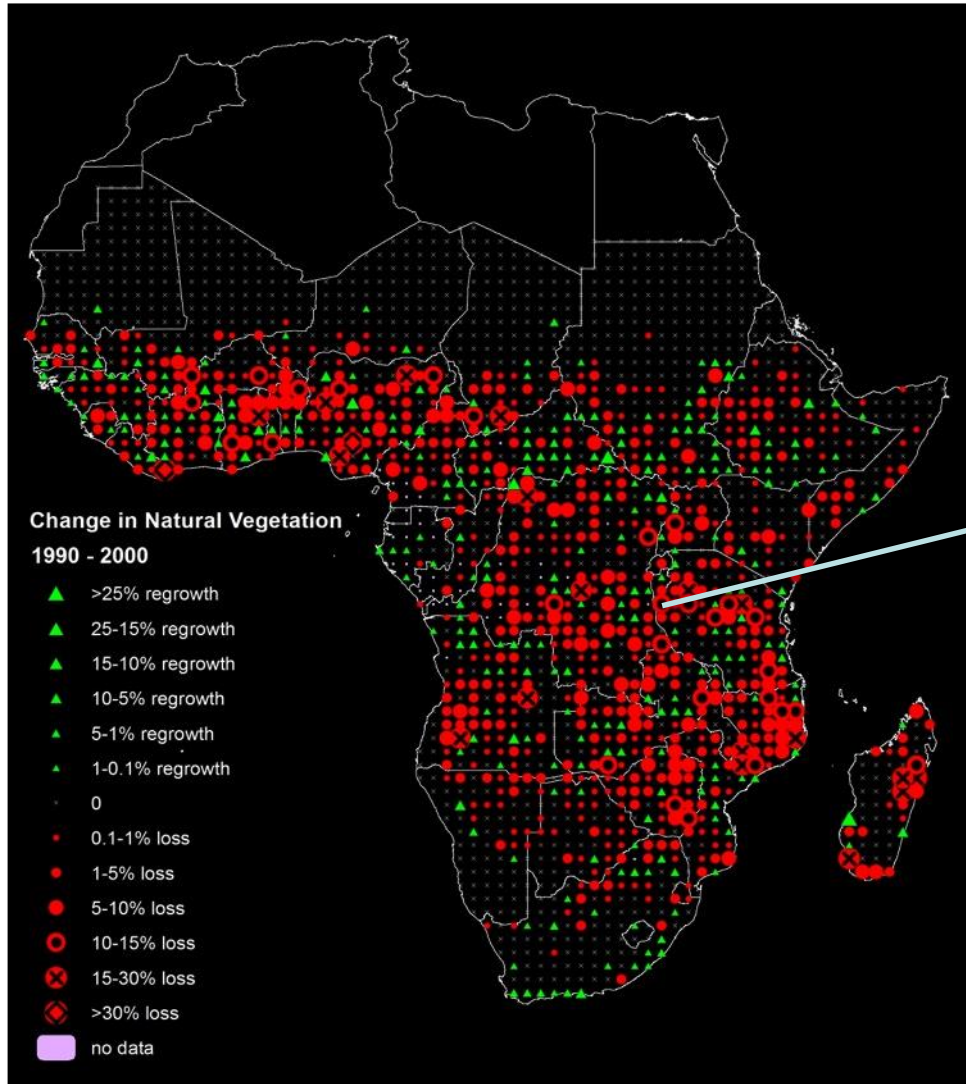 Change in Natural Vegetation
1990 - 2000
>25% regrowth
25-15% regrowth
15-10% regrowth
10-5% regrowth
5-1% regrowth
1-0.1% regrowth
0
0.1-1% loss
1-5% loss
5-10% loss
10-15% loss
15-30% loss
>30% loss
no data